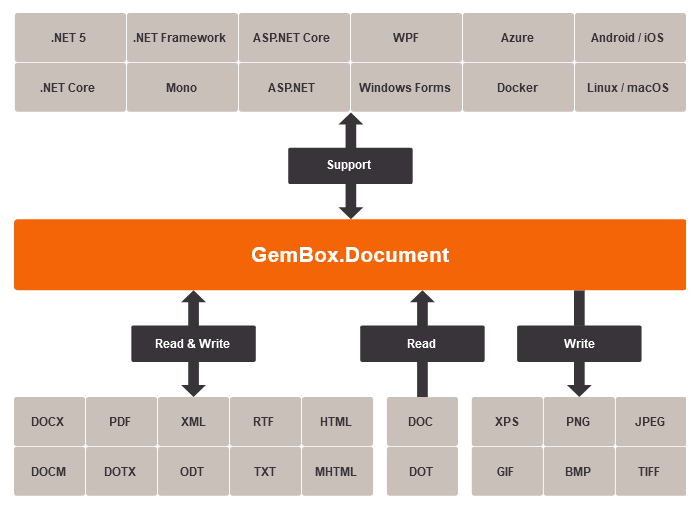 .NET 5 .NET Framework ASP.NET Core WPF Azure Android / iOS
.NET Core Mono ASP.NET Windows Forms Docker Linux / macOS
Support
GemBox.Document
Read & Write Read Write
DOCX PDF XML RTF HTML DOC XPS PNG JPEG
DOCM DOTX ODT TXT MHTML DOT GIF BMP TIFF